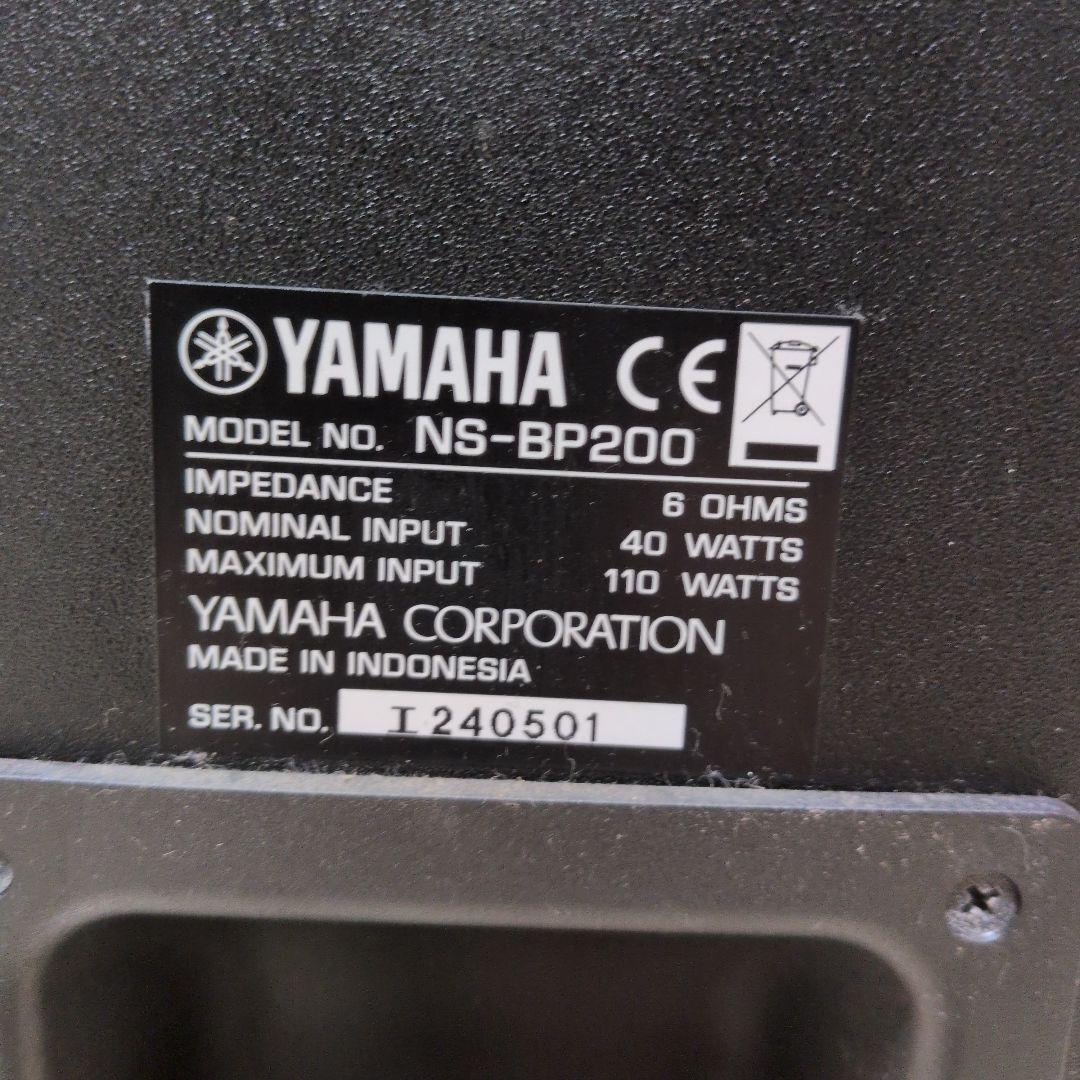 YAMAHA CE
MODEL NO. NS-BP200
IMPEDANCE 6 OHMS
NOMINAL INPUT 40 WATTS
MAXIMUM INPUT 110 WATTS
YAMAHA CORPORATION
MADE IN INDONESIA
SER. NO. I240501